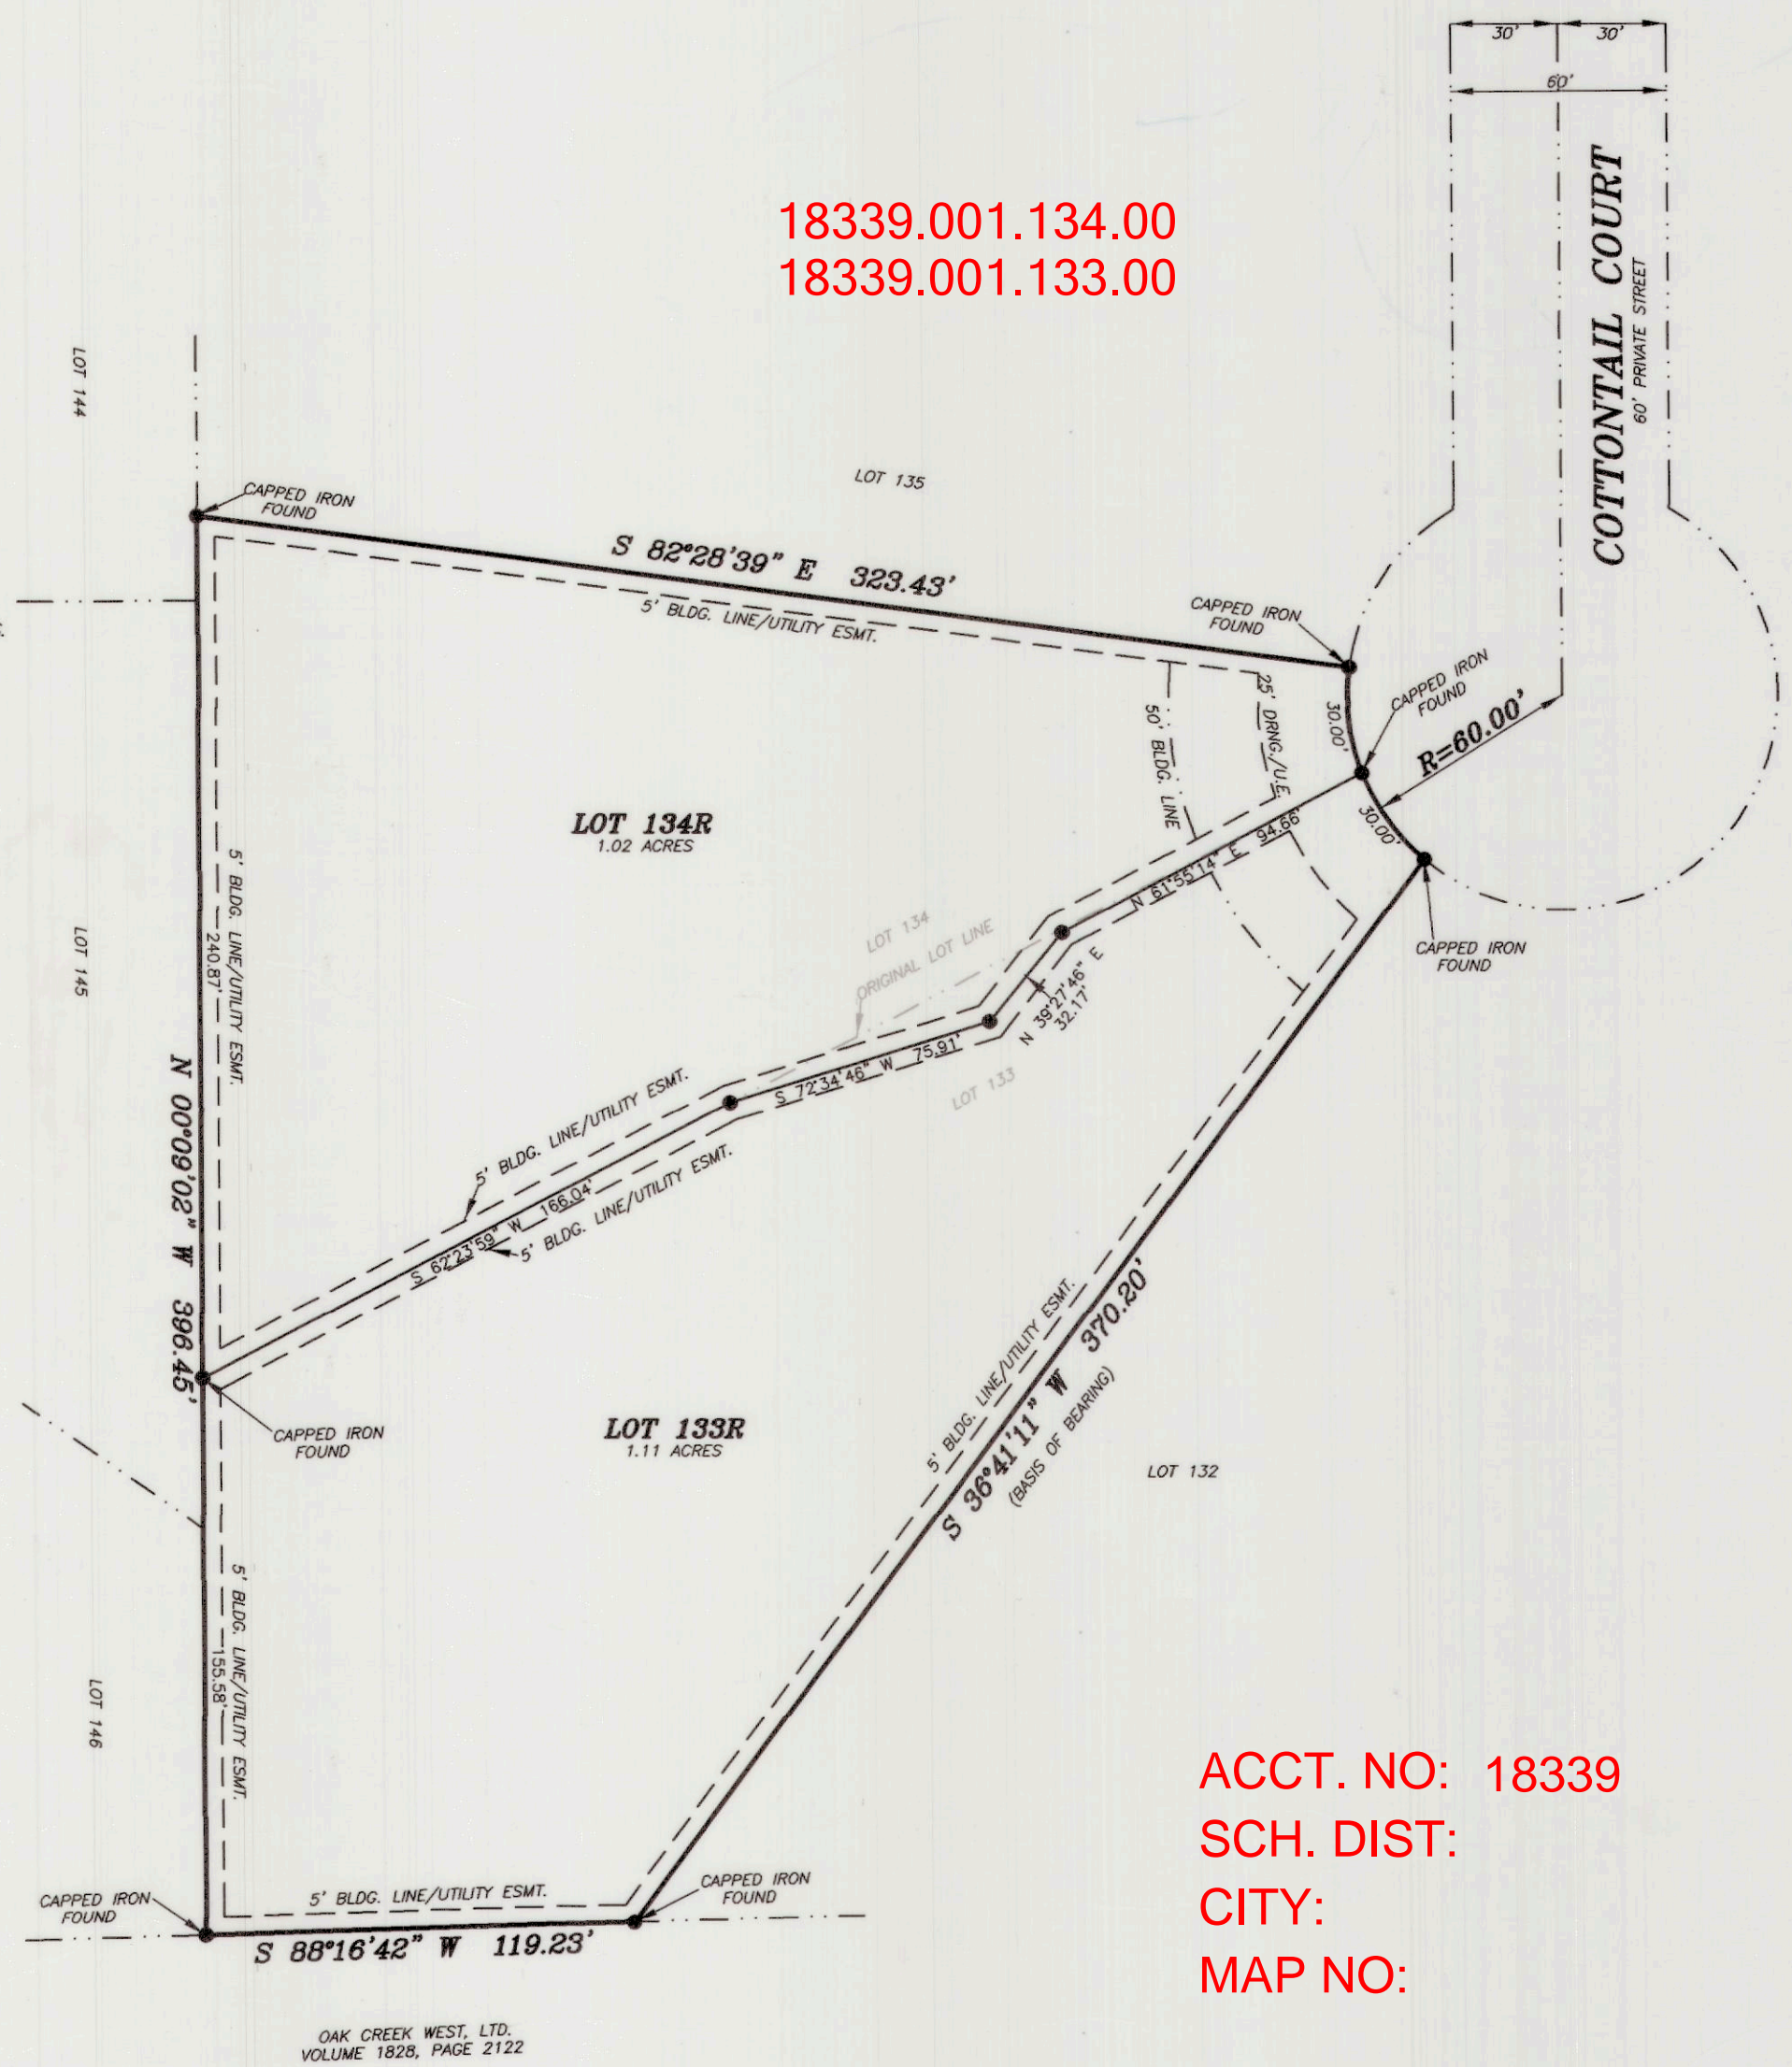 30'
30'
60'
COTTONTAIL COURT
60' PRIVATE STREET
18339.001.134.00
18339.001.133.00
LOT 144
LOT 135
CAPPED IRON
FOUND
S 82°28'39" E 323.43'
5' BLDG. LINE/UTILITY ESMT.
CAPPED IRON
FOUND
CAPPED IRON
FOUND
R=60.00'
30.00'
25' DRNG./U.E.
50' BLDG. LINE
30.00'
N 61°55'14" E 94.66'
CAPPED IRON
FOUND
LOT 134R
1.02 ACRES
5' BLDG. LINE/UTILITY ESMT.
240.87'
LOT 145
LOT 134
ORIGINAL LOT LINE
N 39°27'46" E
32.17'
S 72°34'46" W 75.91'
LOT 133
N 00°09'02" W 396.45'
5' BLDG. LINE/UTILITY ESMT.
S 62°23'59" W 166.04'
5' BLDG. LINE/UTILITY ESMT.
5' BLDG. LINE/UTILITY ESMT.
S 36°41'11" W 370.20'
(BASIS OF BEARING)
CAPPED IRON
FOUND
LOT 133R
1.11 ACRES
LOT 132
5' BLDG. LINE/UTILITY ESMT.
155.58'
LOT 146
ACCT. NO: 18339
SCH. DIST:
CITY:
MAP NO:
CAPPED IRON
FOUND
5' BLDG. LINE/UTILITY ESMT.
CAPPED IRON
FOUND
S 88°16'42" W 119.23'
OAK CREEK WEST, LTD.
VOLUME 1828, PAGE 2122